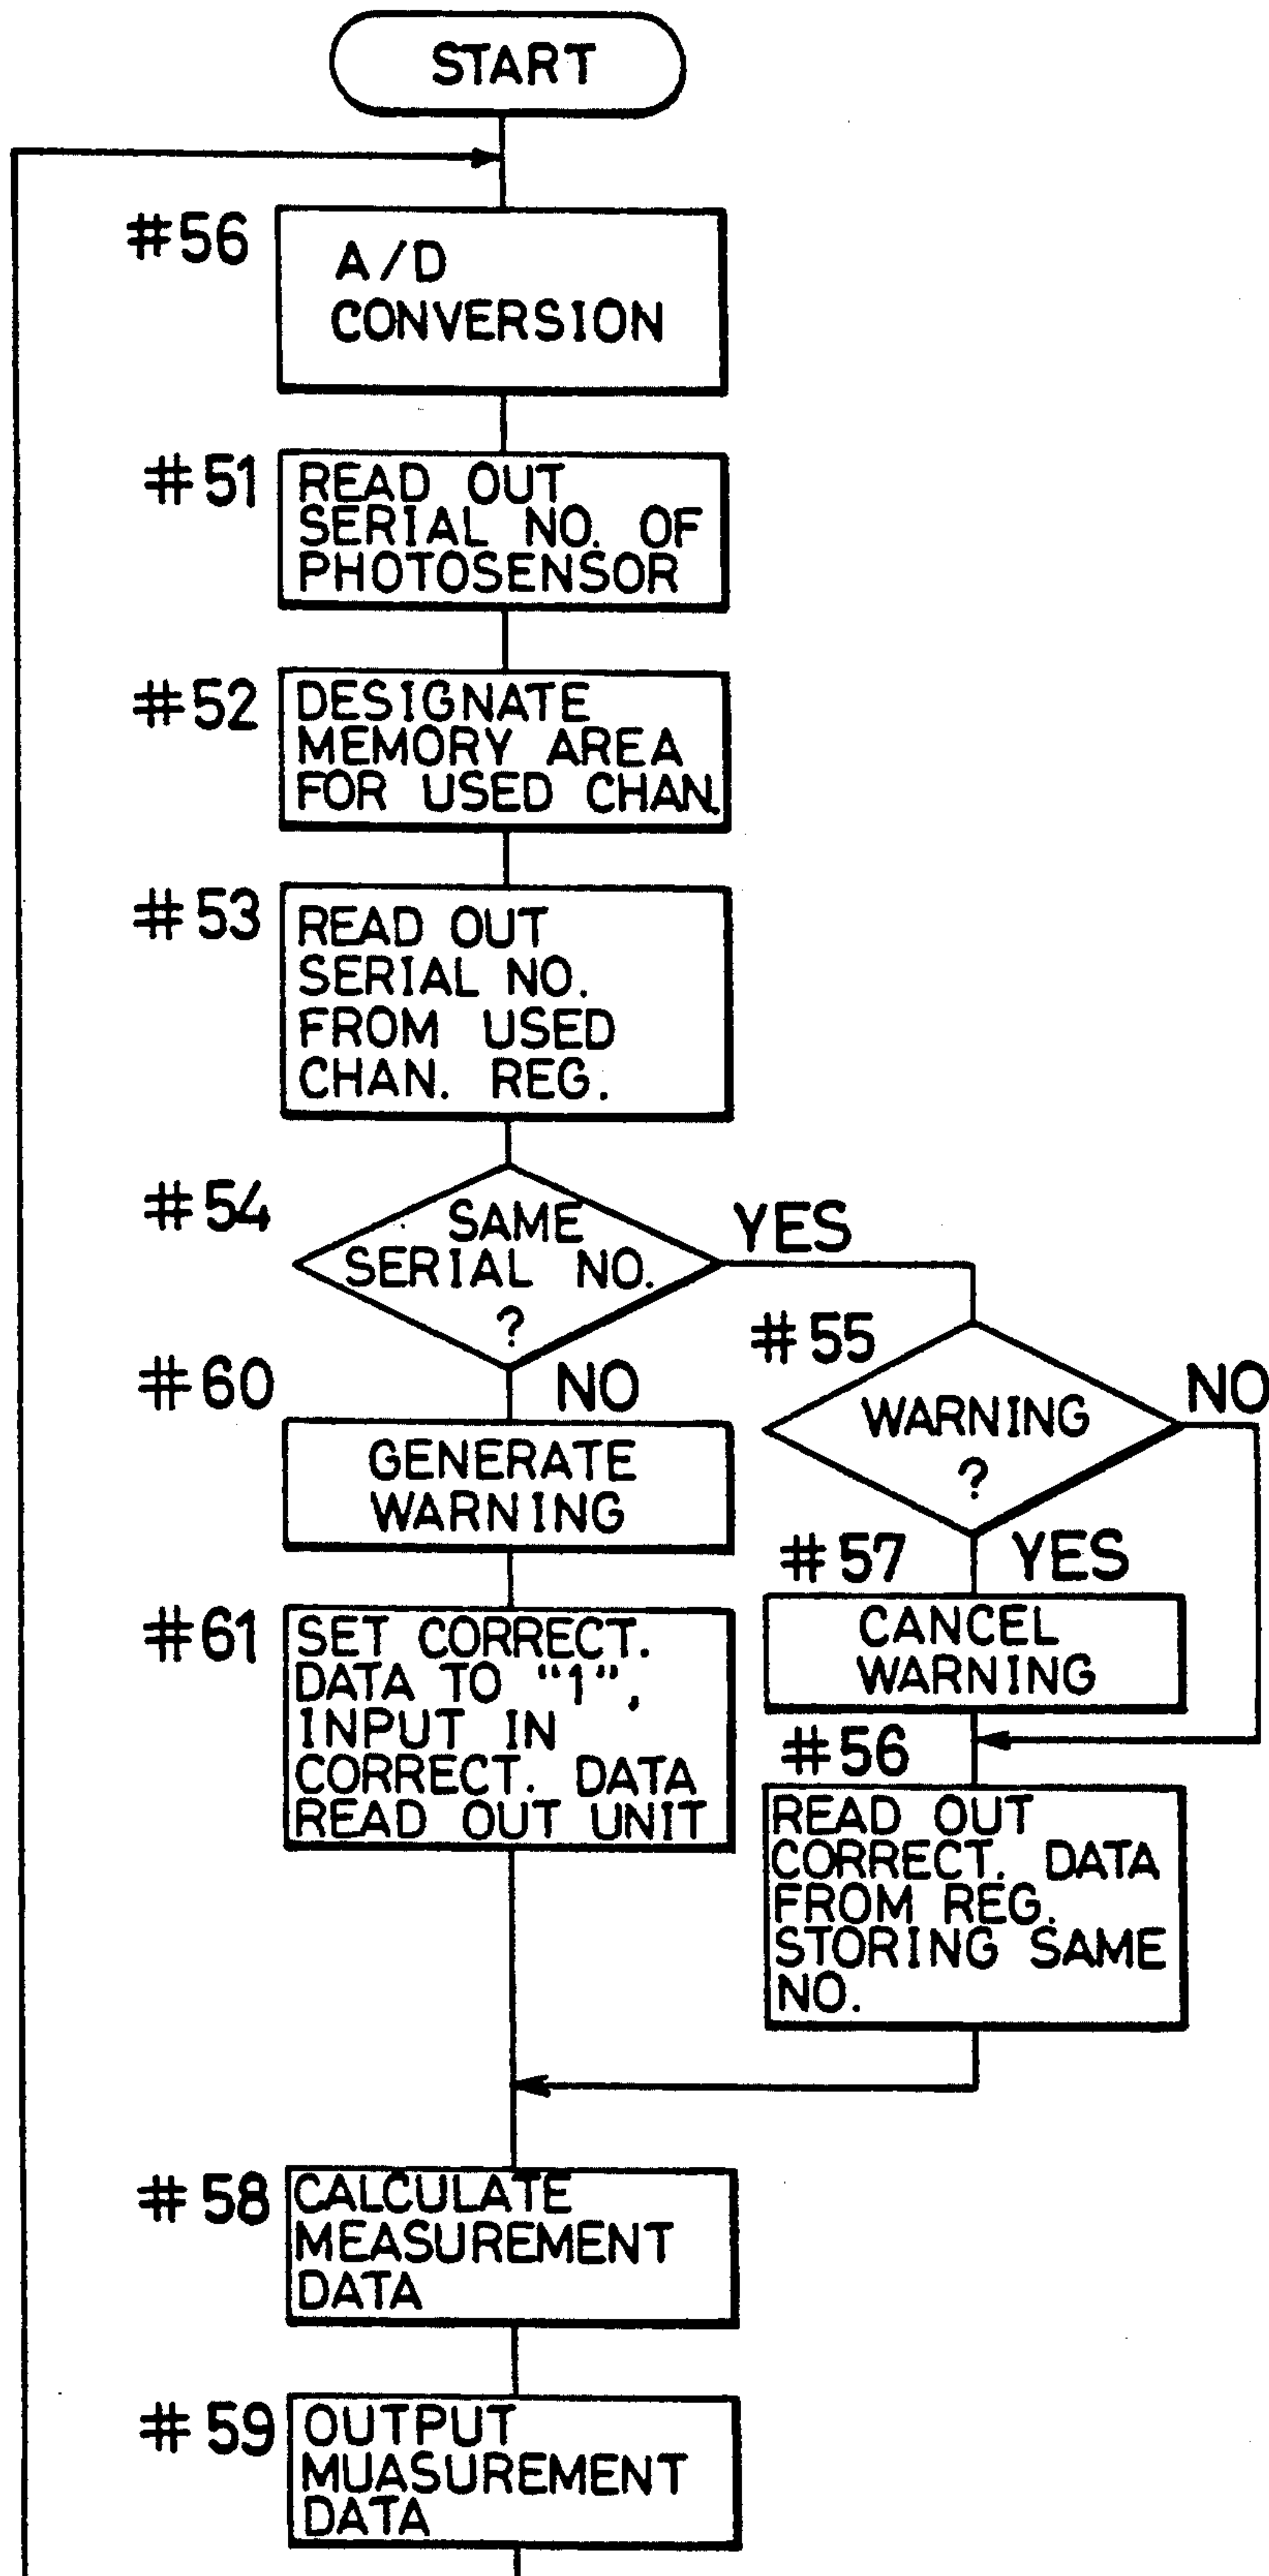 START
#56
A/D
CONVERSION
#51
READ OUT
SERIAL NO. OF
PHOTOSENSOR
#52
DESIGNATE
MEMORY AREA
FOR USED CHAN.
#53
READ OUT
SERIAL NO.
FROM USED
CHAN. REG.
#54
SAME
SERIAL NO.
?
YES
NO
#55
WARNING
?
NO
YES
#60
GENERATE
WARNING
#57
CANCEL
WARNING
#61
SET CORRECT.
DATA TO "1",
INPUT IN
CORRECT. DATA
READ OUT UNIT
#56
READ OUT
CORRECT. DATA
FROM REG.
STORING SAME
NO.
#58
CALCULATE
MEASUREMENT
DATA
#59
OUTPUT
MUASUREMENT
DATA